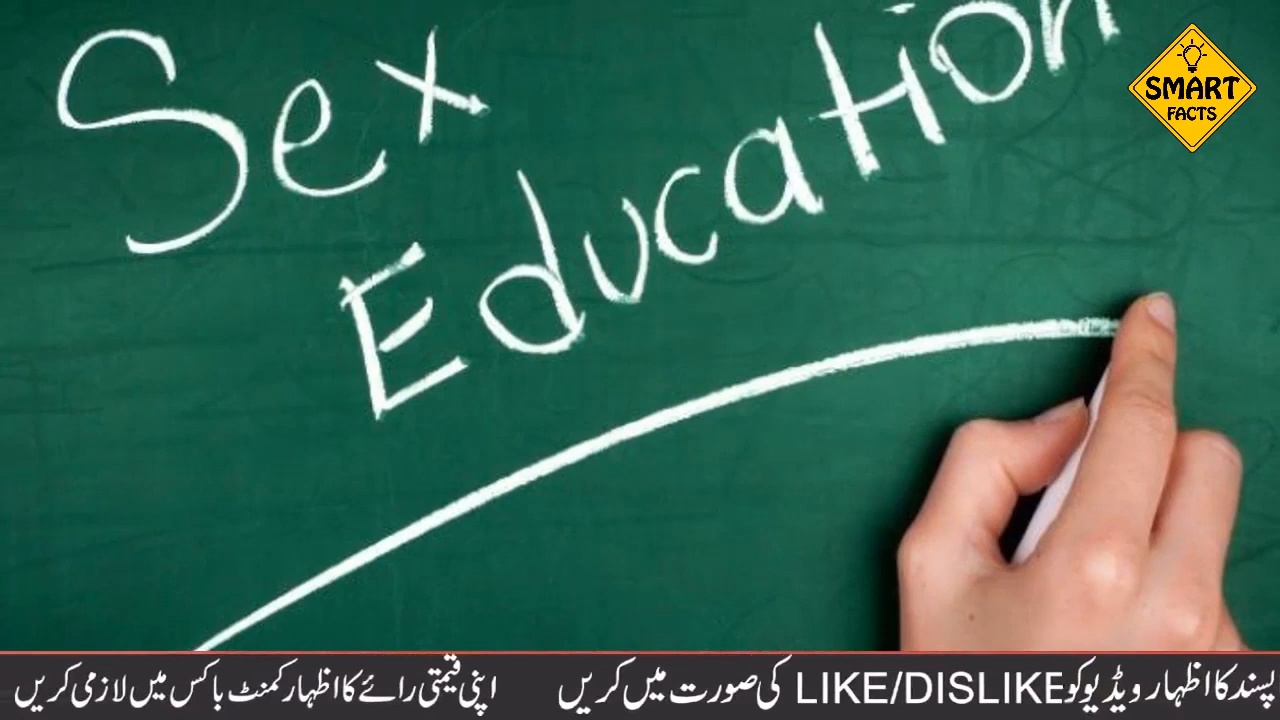 Sex
Education
SMART
FACTS
پسند کا اظہار ویڈیو کو LIKE/DISLIKE کی صورت میں کریں
اپنی قیمتی رائے کا اظہار کمنٹ باکس میں لازمی کریں